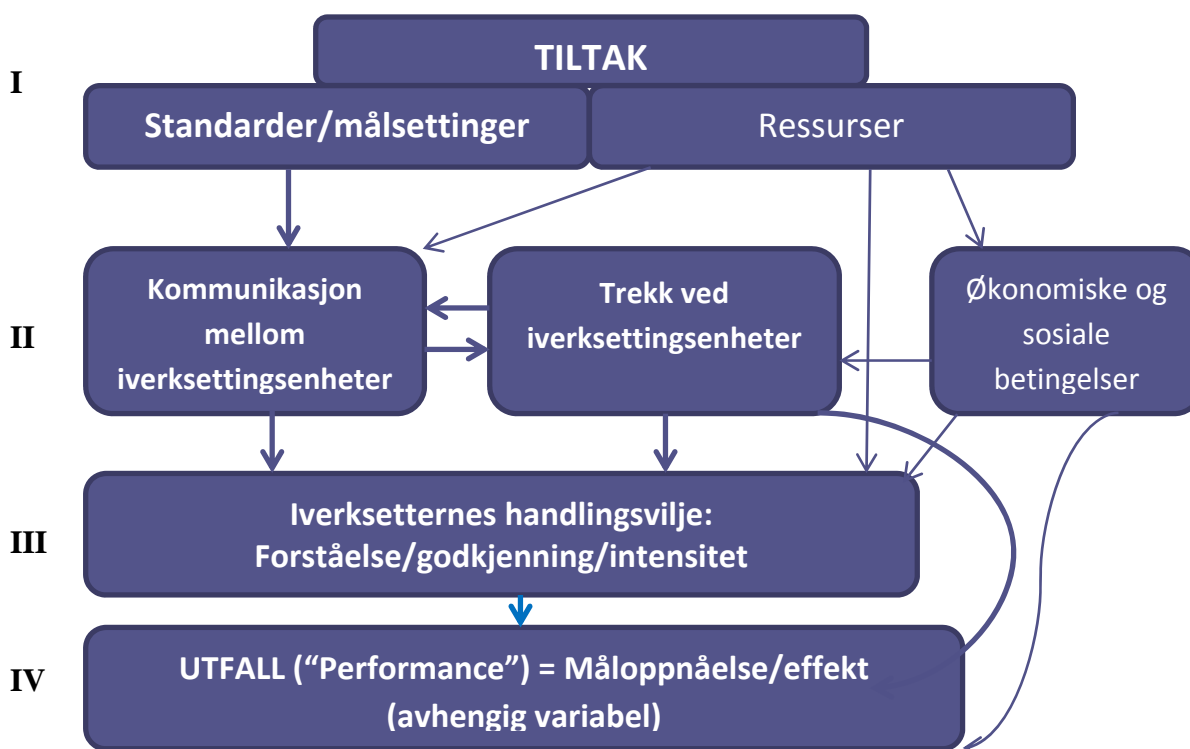 I
TILTAK
Standarder/målsettinger
Ressurser
II
Kommunikasjon
mellom
iverksettingsenheter
Trekk ved
iverksettingsenheter
Økonomiske og
sosiale
betingelser
III
Iverksetternes handlingsvilje:
Forståelse/godkjenning/intensitet
IV
UTFALL (“Performance”) = Måloppnåelse/effekt
(avhengig variabel)